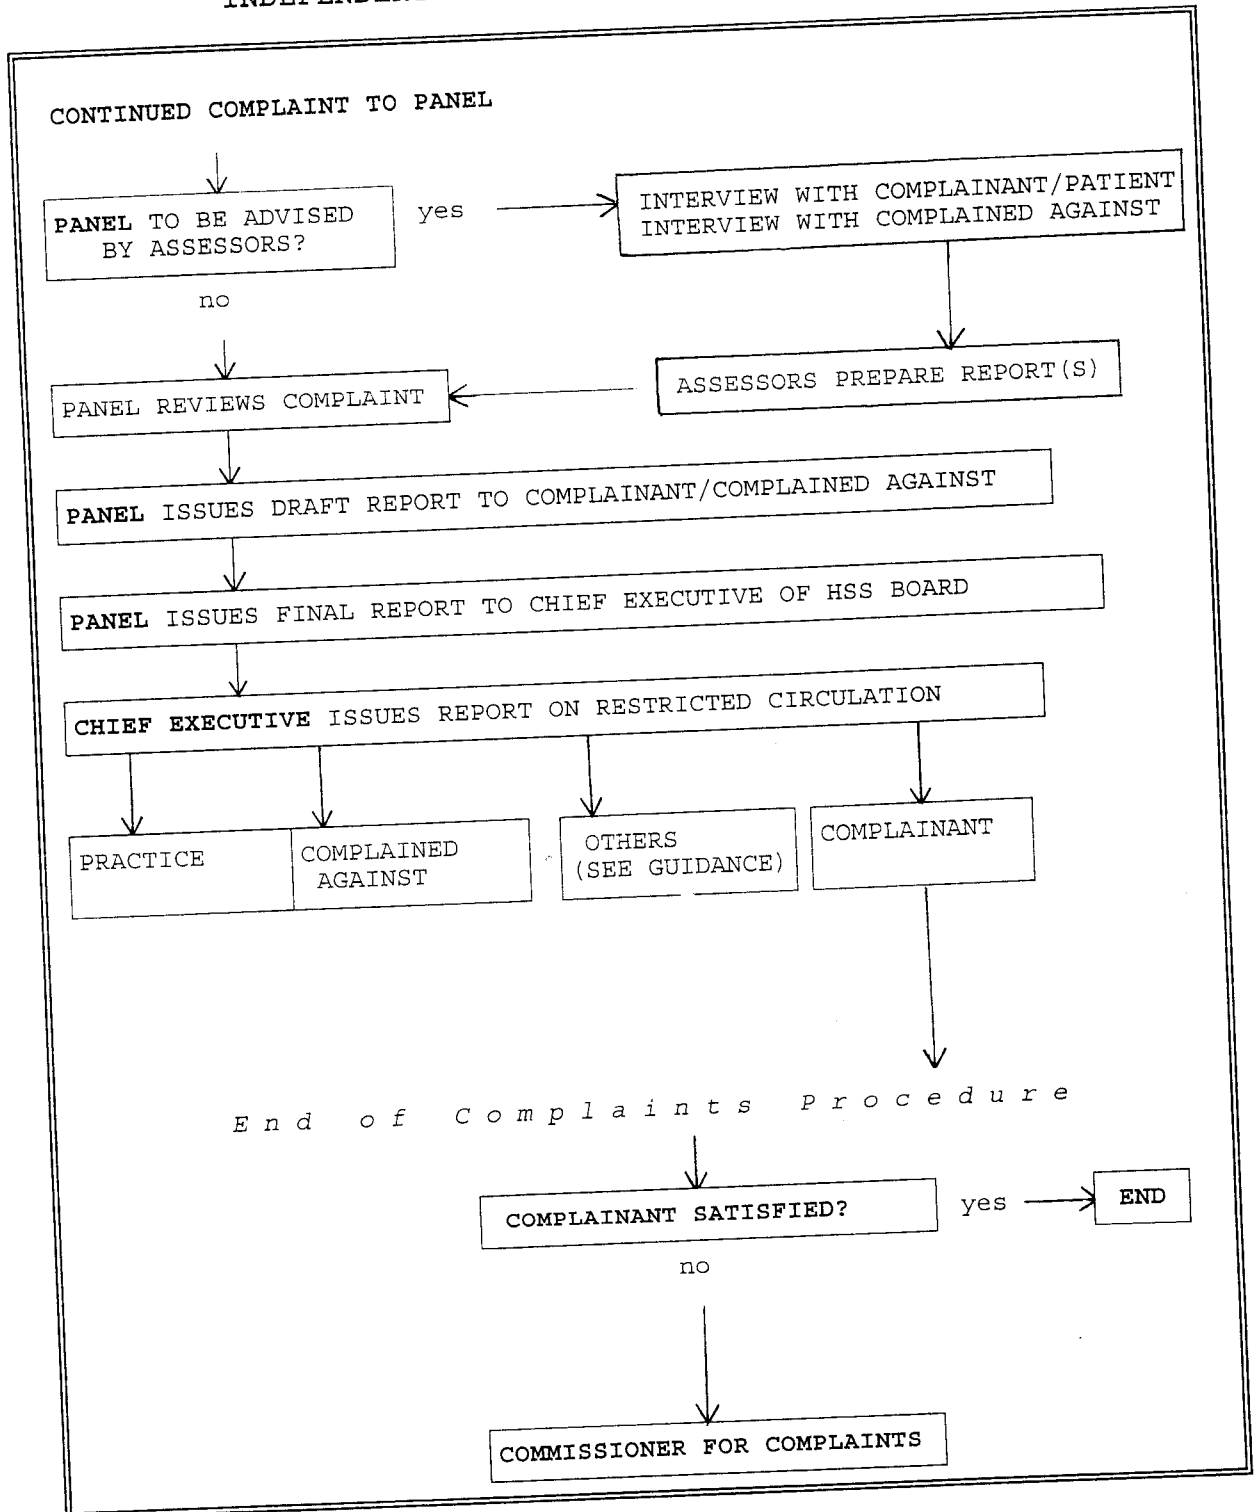 CONTINUED COMPLAINT TO PANEL
PANEL TO BE ADVISED
BY ASSESSORS?
yes
INTERVIEW WITH COMPLAINANT/PATIENT
INTERVIEW WITH COMPLAINED AGAINST
no
PANEL REVIEWS COMPLAINT
ASSESSORS PREPARE REPORT(S)
PANEL ISSUES DRAFT REPORT TO COMPLAINANT/COMPLAINED AGAINST
PANEL ISSUES FINAL REPORT TO CHIEF EXECUTIVE OF HSS BOARD
CHIEF EXECUTIVE ISSUES REPORT ON RESTRICTED CIRCULATION
PRACTICE
COMPLAINED
AGAINST
OTHERS
(SEE GUIDANCE)
COMPLAINANT
End of Complaints Procedure
COMPLAINANT SATISFIED?
yes
END
no
COMMISSIONER FOR COMPLAINTS